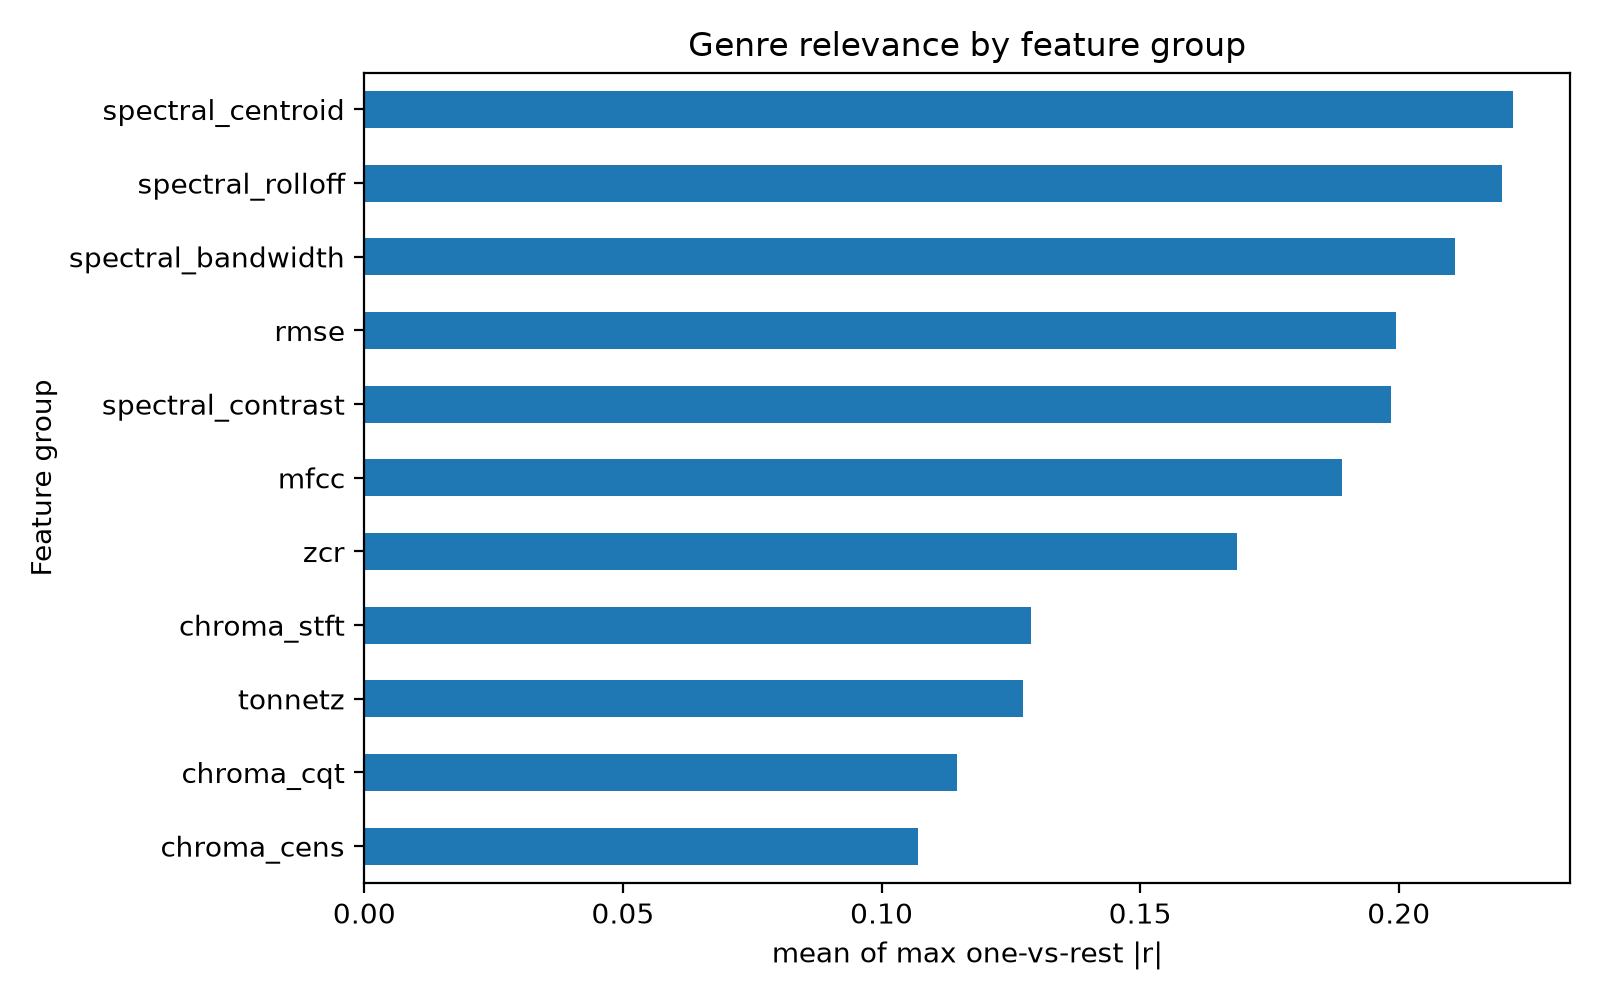 Genre relevance by feature group
Feature group
spectral_centroid
spectral_rolloff
spectral_bandwidth
rmse
spectral_contrast
mfcc
zcr
chroma_stft
tonnetz
chroma_cqt
chroma_cens
0.00 0.05 0.10 0.15 0.20
mean of max one-vs-rest |r|